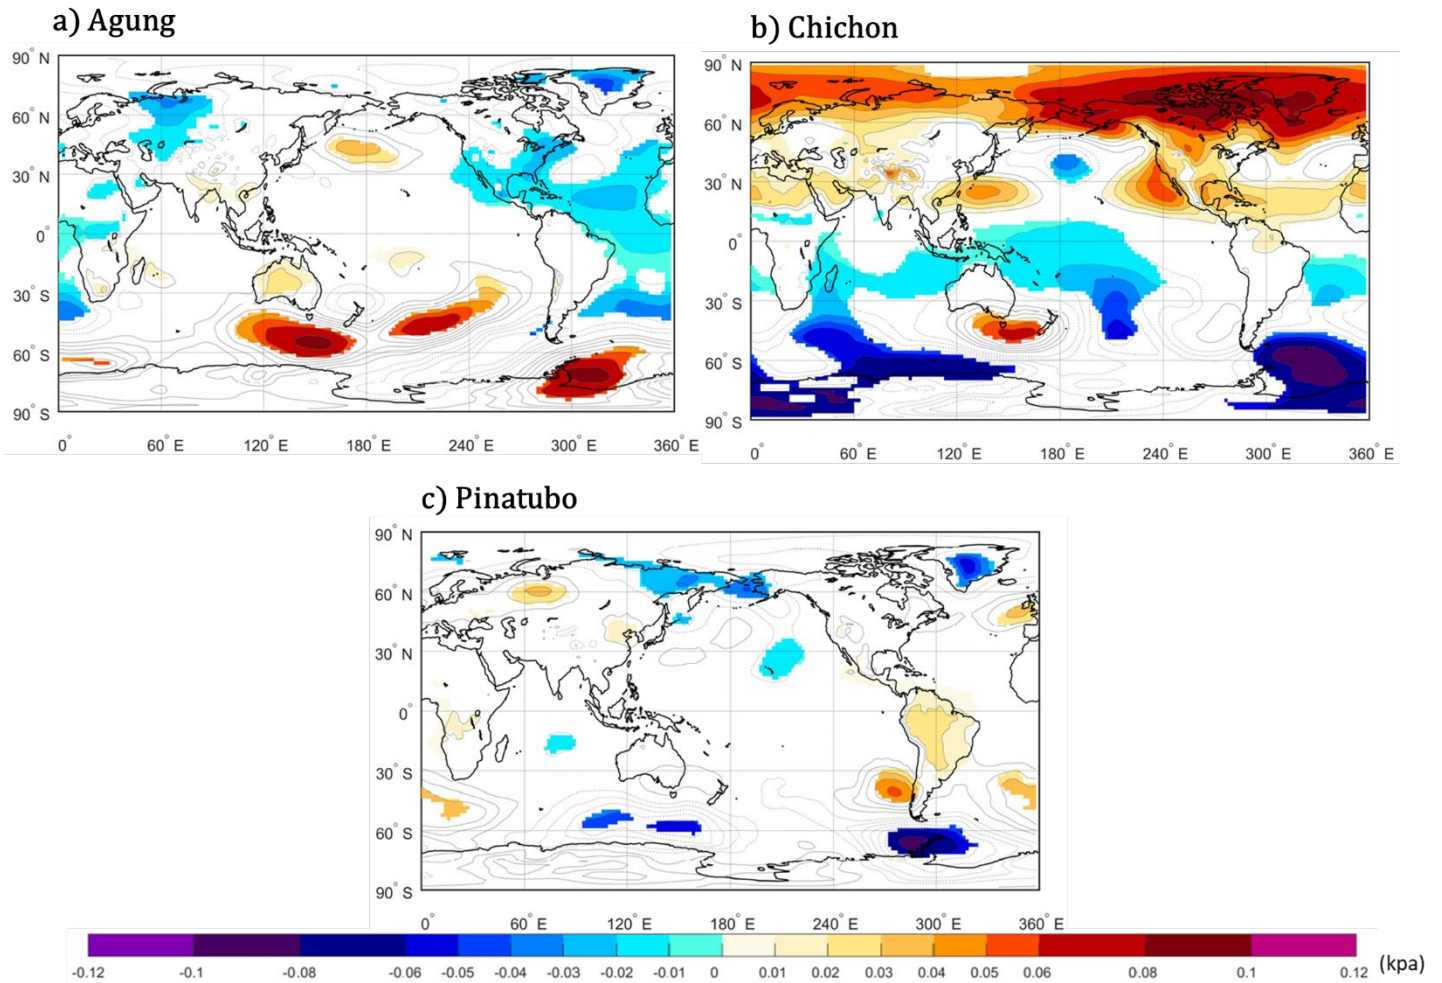 a) Agung
b) Chichon
90° N
60° N
30° N
0°
30° S
60° S
90° S
0° 60° E 120° E 180° E 240° E 300° E 360° E
90° N
60° N
30° N
0°
30° S
60° S
90° S
0° 60° E 120° E 180° E 240° E 300° E 360° E
c) Pinatubo
90° N
60° N
30° N
0°
30° S
60° S
90° S
0° 60° E 120° E 180° E 240° E 300° E 360° E
-0.12 -0.1 -0.08 -0.06 -0.05 -0.04 -0.03 -0.02 -0.01 0 0.01 0.02 0.03 0.04 0.05 0.06 0.08 0.1 0.12 (kpa)